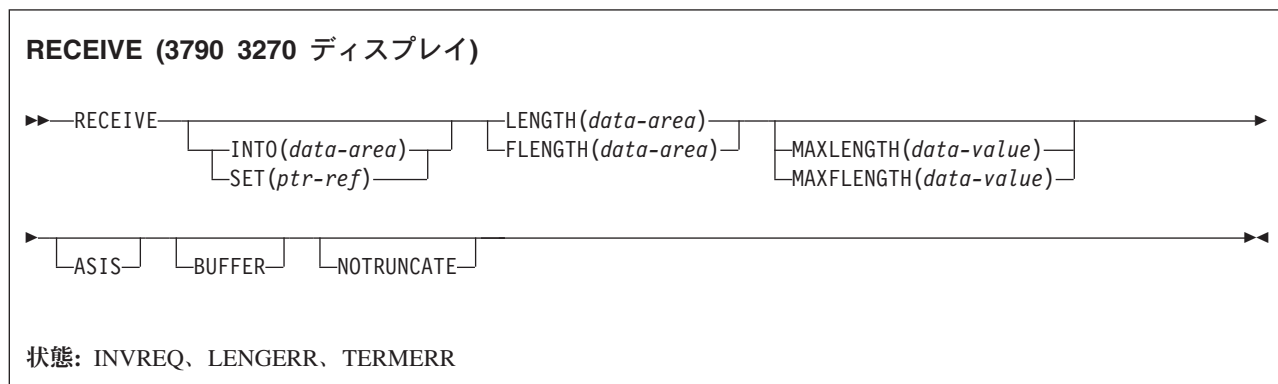 RECEIVE (3790 3270 ディスプレイ)
RECEIVE LENGTH(data-area)
INTO(data-area) FLENGTH(data-area) MAXLENGTH(data-value)
SET(ptr-ref) MAXFLENGTH(data-value)
ASIS BUFFER NOTRUNCATE
状態: INVREQ、LENGERR、TERMERR